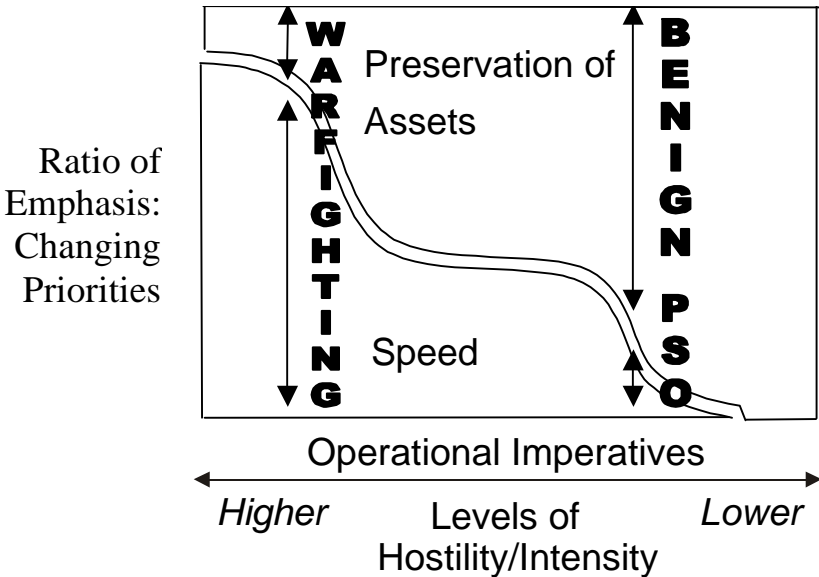 WARFIGHTING
Preservation of
Assets
BENIGN PSO
Ratio of
Emphasis:
Changing
Priorities
Speed
Operational Imperatives
Higher
Levels of
Hostility/Intensity
Lower